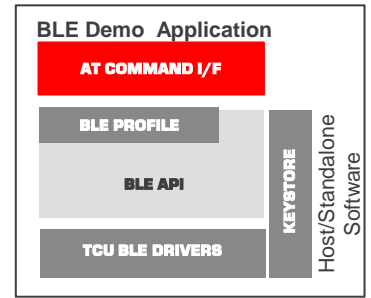 BLE Demo Application
AT COMMAND I/F
BLE PROFILE
BLE API
TCU BLE DRIVERS
KEYSTORE
Host/Standalone
Software